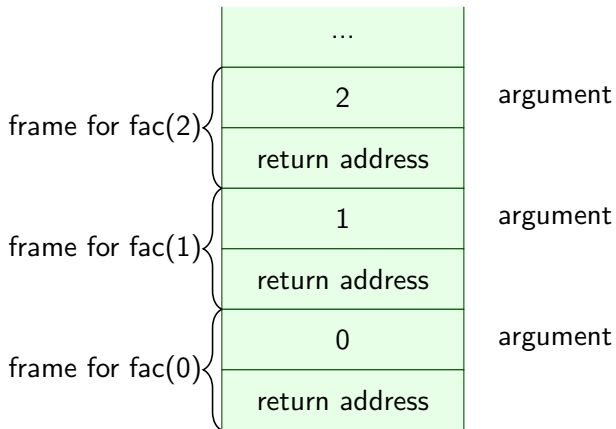 ...
2
argument
frame for fac(2)
return address
1
argument
frame for fac(1)
return address
0
argument
frame for fac(0)
return address